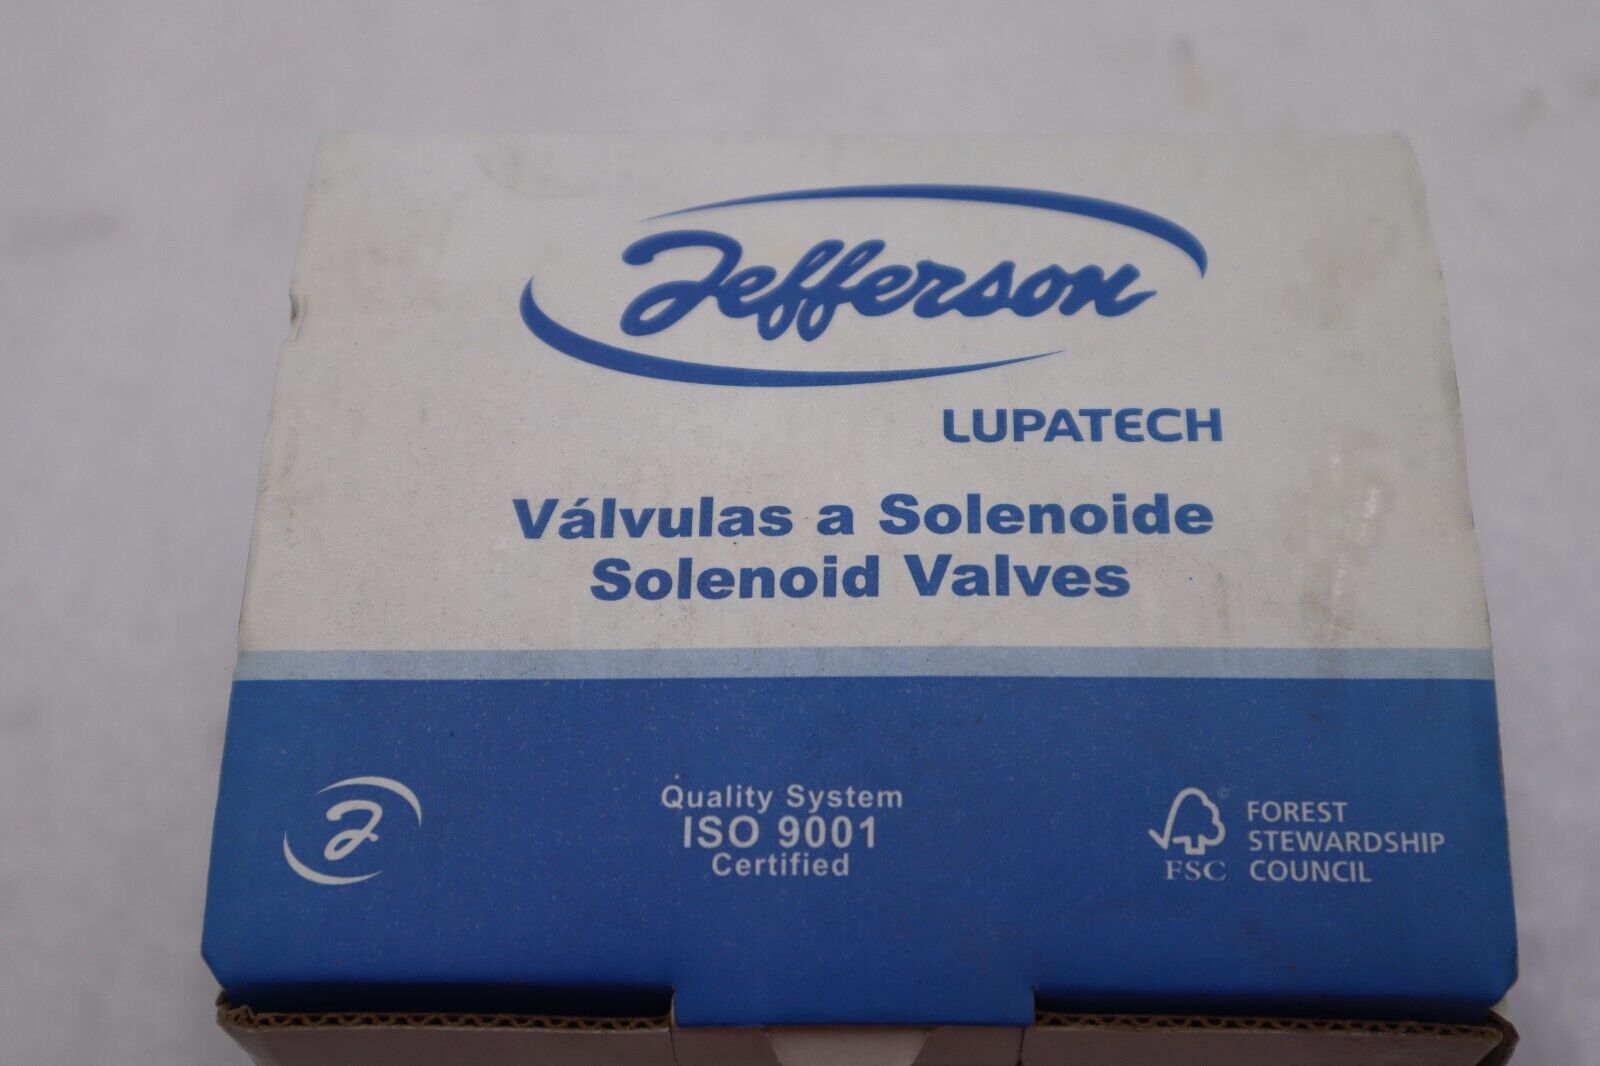 Jefferson
LUPATECH
Válvulas a Solenoide
Solenoid Valves
J
Quality System
ISO 9001
Certified
©
FSC
FOREST
STEWARDSHIP
COUNCIL